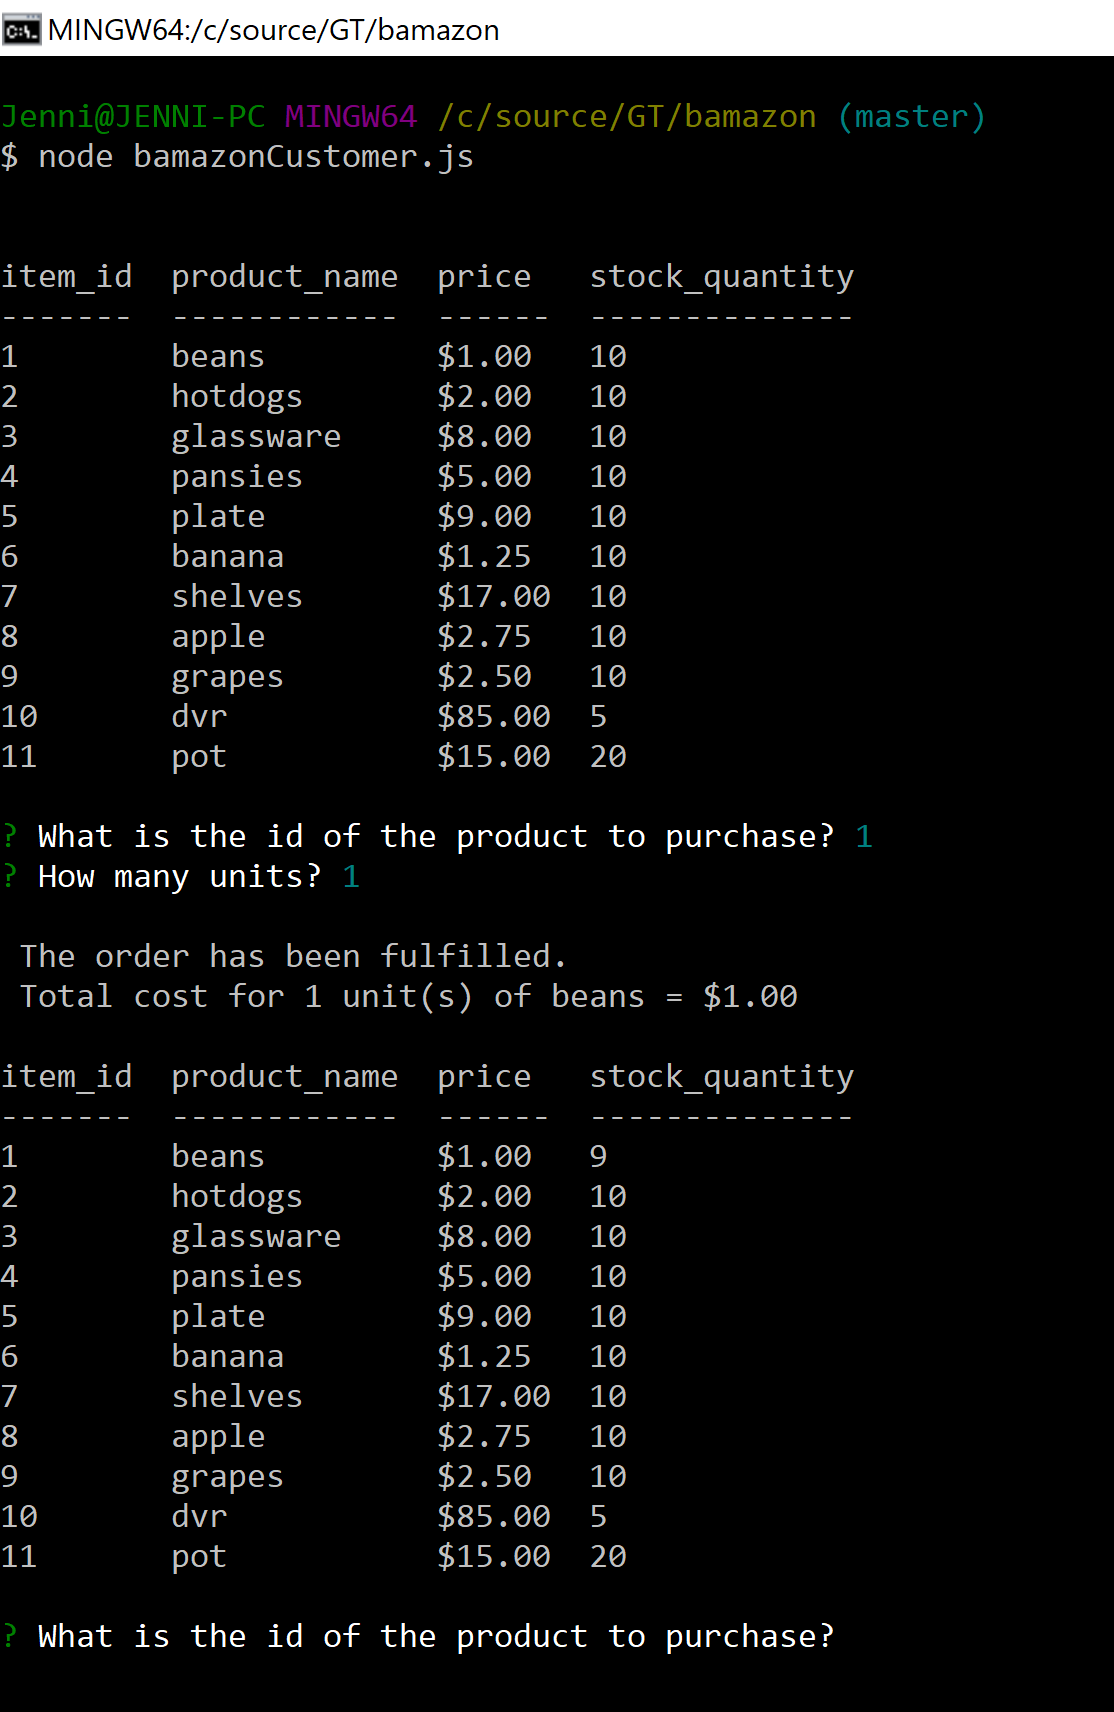 MINGW64:/c/source/GT/bamazon
Jenni@JENNI-PC MINGW64 /c/source/GT/bamazon (master)
$ node bamazonCustomer.js
item_id  product_name  price   stock_quantity
-------  ------------  ------  --------------
1        beans         $1.00   10
2        hotdogs       $2.00   10
3        glassware     $8.00   10
4        pansies       $5.00   10
5        plate         $9.00   10
6        banana        $1.25   10
7        shelves       $17.00  10
8        apple         $2.75   10
9        grapes        $2.50   10
10       dvr           $85.00  5
11       pot           $15.00  20
? What is the id of the product to purchase? 1
? How many units? 1
The order has been fulfilled.
Total cost for 1 unit(s) of beans = $1.00
item_id  product_name  price   stock_quantity
-------  ------------  ------  --------------
1        beans         $1.00   9
2        hotdogs       $2.00   10
3        glassware     $8.00   10
4        pansies       $5.00   10
5        plate         $9.00   10
6        banana        $1.25   10
7        shelves       $17.00  10
8        apple         $2.75   10
9        grapes        $2.50   10
10       dvr           $85.00  5
11       pot           $15.00  20
? What is the id of the product to purchase?